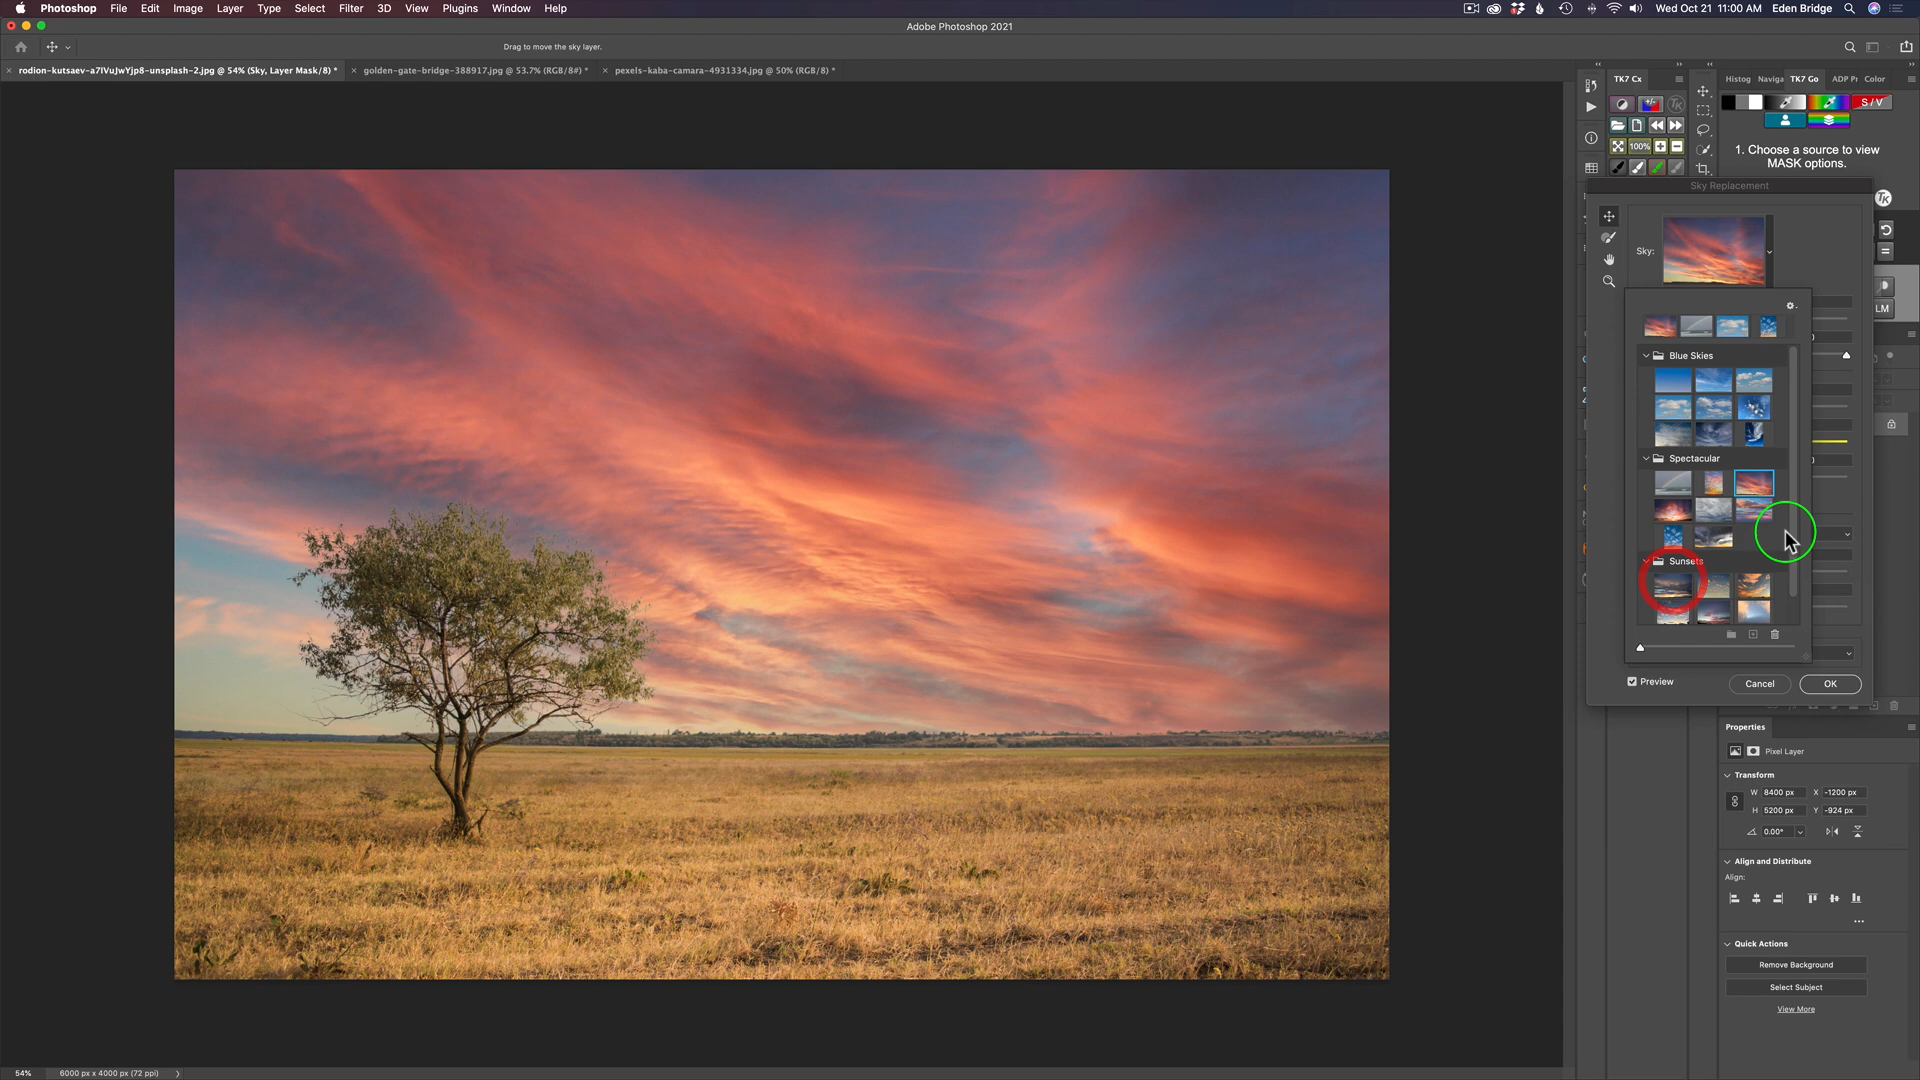 Photoshop File Edit Image Layer Type Select Filter 3D View Plugins Window Help
Wed Oct 21 11:00 AM Eden Bridge
Adobe Photoshop 2021
Drag to move the sky layer.
rodion-kutsaev-a7IVuJwYjp8-unsplash-2.jpg @ 54% (Sky, Layer Mask/8) *
golden-gate-bridge-388917.jpg @ 53.7% (RGB/8#) *
pexels-kaba-camara-4931334.jpg @ 50% (RGB/8) *
TK7 Cx
Histog Naviga TK7 Go ADP Pr Color
S / V
TK
100%
1. Choose a source to view
MASK options.
Sky Replacement
TK
Sky:
LM
Blue Skies
Spectacular
Sunsets
Preview
Cancel
OK
Properties
Pixel Layer
Transform
W 8400 px X -1200 px
H 5200 px Y -924 px
0.00°
Align and Distribute
Align:
Quick Actions
Remove Background
Select Subject
View More
54% 6000 px x 4000 px (72 ppi)